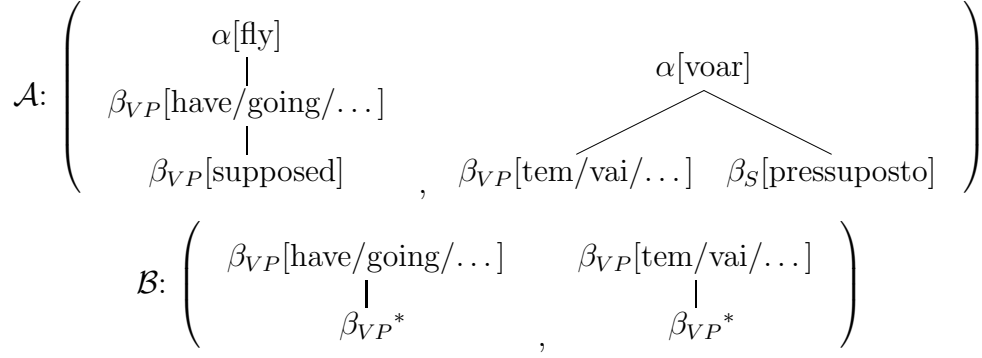 α[fly]
α[voar]
𝒜:
β_VP[have/going/...]
β_VP[supposed] , β_VP[tem/vai/...] β_S[pressuposto]
β_VP[have/going/...] β_VP[tem/vai/...]
ℬ:
β_VP* , β_VP*